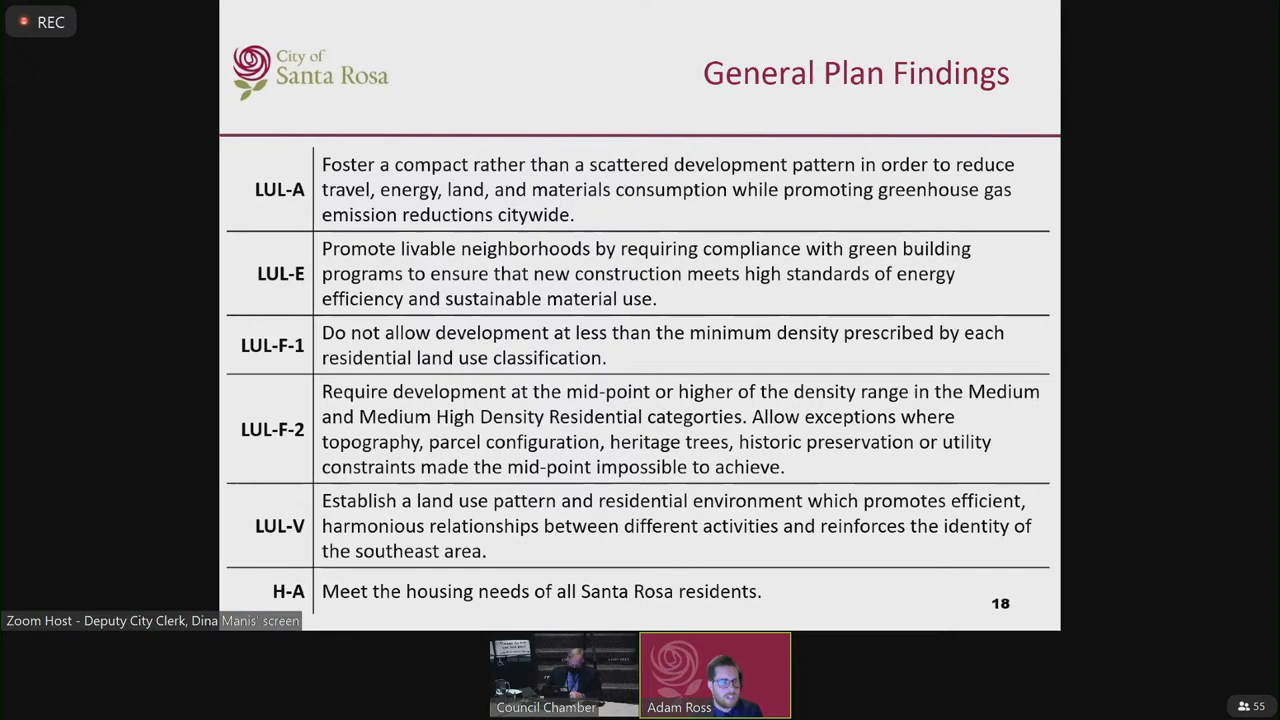 REC
City of
Santa Rosa
General Plan Findings
LUL-A
Foster a compact rather than a scattered development pattern in order to reduce
travel, energy, land, and materials consumption while promoting greenhouse gas
emission reductions citywide.
LUL-E
Promote livable neighborhoods by requiring compliance with green building
programs to ensure that new construction meets high standards of energy
efficiency and sustainable material use.
LUL-F-1
Do not allow development at less than the minimum density prescribed by each
residential land use classification.
LUL-F-2
Require development at the mid-point or higher of the density range in the Medium
and Medium High Density Residential categorties. Allow exceptions where
topography, parcel configuration, heritage trees, historic preservation or utility
constraints made the mid-point impossible to achieve.
LUL-V
Establish a land use pattern and residential environment which promotes efficient,
harmonious relationships between different activities and reinforces the identity of
the southeast area.
H-A
Meet the housing needs of all Santa Rosa residents.
18
Zoom Host - Deputy City Clerk, Dina Manis' screen
Council Chamber
Adam Ross
55